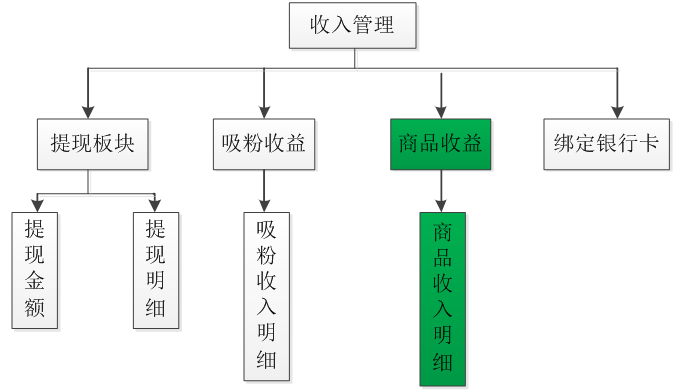 收入管理
提现板块
吸粉收益
商品收益
绑定银行卡
提现金额
提现明细
吸粉收入明细
商品收入明细